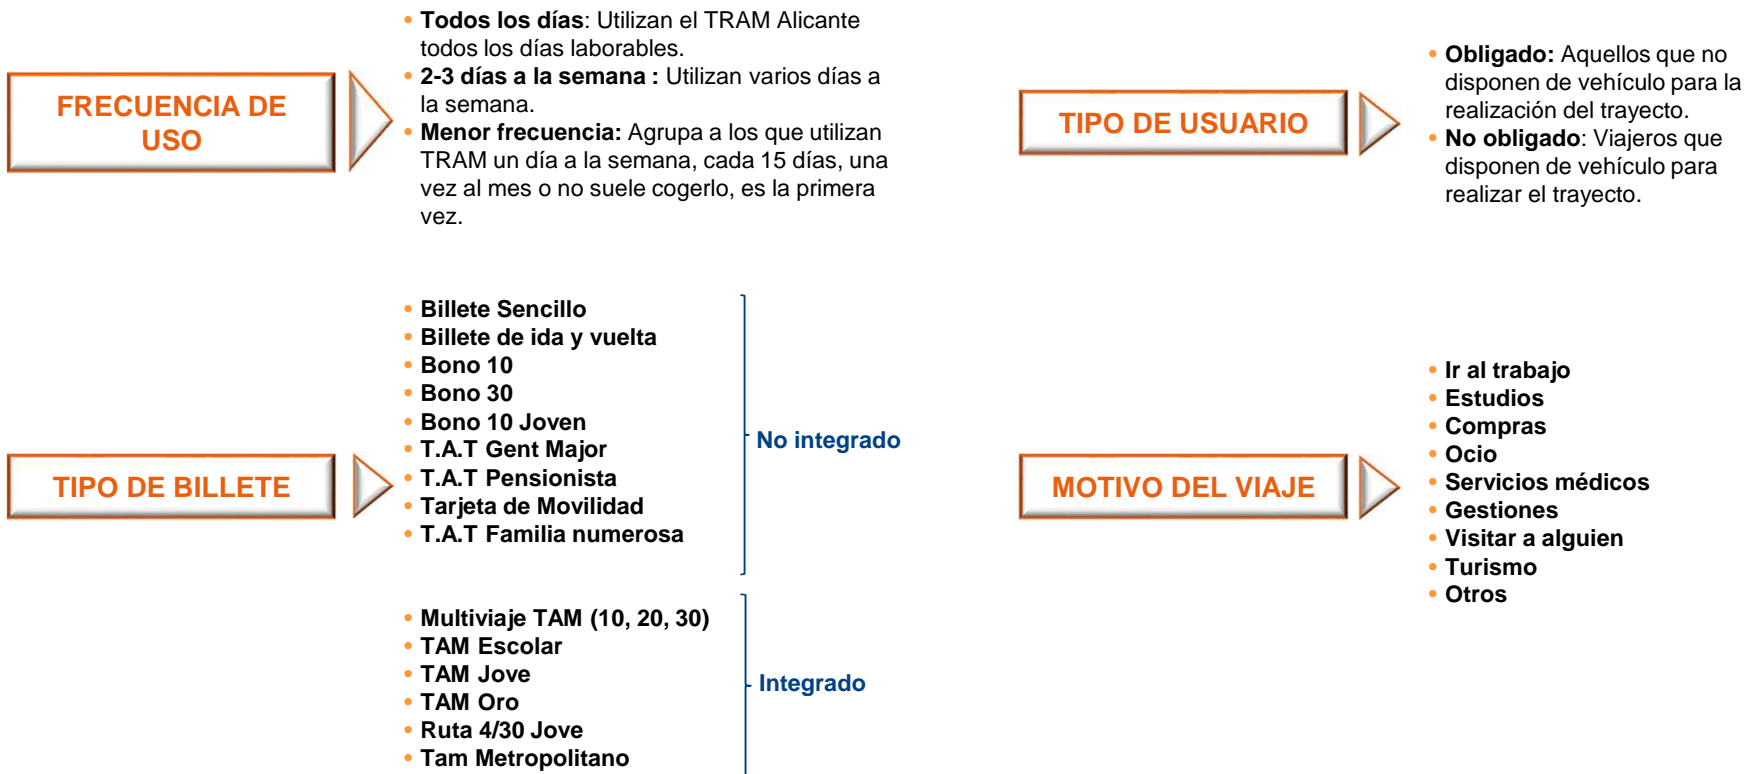 FRECUENCIA DE
USO
• Todos los días: Utilizan el TRAM Alicante
todos los días laborables.
• 2-3 días a la semana : Utilizan varios días a
la semana.
• Menor frecuencia: Agrupa a los que utilizan
TRAM un día a la semana, cada 15 días, una
vez al mes o no suele cogerlo, es la primera
vez.
TIPO DE USUARIO
• Obligado: Aquellos que no
disponen de vehículo para la
realización del trayecto.
• No obligado: Viajeros que
disponen de vehículo para
realizar el trayecto.
TIPO DE BILLETE
• Billete Sencillo
• Billete de ida y vuelta
• Bono 10
• Bono 30
• Bono 10 Joven
• T.A.T Gent Major
• T.A.T Pensionista
• Tarjeta de Movilidad
• T.A.T Familia numerosa
No integrado
• Multiviaje TAM (10, 20, 30)
• TAM Escolar
• TAM Jove
• TAM Oro
• Ruta 4/30 Jove
• Tam Metropolitano
Integrado
MOTIVO DEL VIAJE
• Ir al trabajo
• Estudios
• Compras
• Ocio
• Servicios médicos
• Gestiones
• Visitar a alguien
• Turismo
• Otros